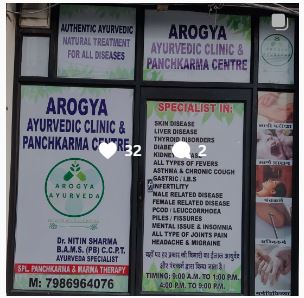 AUTHENTIC AYURVEDIC
NATURAL TREATMENT
FOR ALL DISEASES
AROGYA
AYURVEDIC CLINIC &
PANCHKARMA CENTRE
AROGYA
AYURVEDIC CLINIC &
PANCHKARMA CENTRE
32
2
AROGYA
AYURVEDA
Dr. NITIN SHARMA
B.A.M.S. (PB) C.C.P.T.
AYURVEDA SPECIALIST
SPL. PANCHKARMA & MARMA THERAPY
M: 7986964076
SPECIALIST IN:
SKIN DISEASE
LIVER DISEASE
THYROID DISORDERS
KIDNEY
ALL TYPES OF FEVERS
ASTHMA & CHRONIC COUGH
GASTRIC / I.B.S
INFERTILITY
MALE RELATED DISEASE
FEMALE RELATED DISEASE
PCOD / LEUCCORRHOEA
PILES / FISSURES
MENTAL ISSUE & INSOMNIA
ALL TYPE OF JOINTS PAIN
HEADACHE & MIGRAINE
TIMING: 9:00 A.M. TO 1:00 P.M.
4:00 P.M. TO 9:00 P.M.